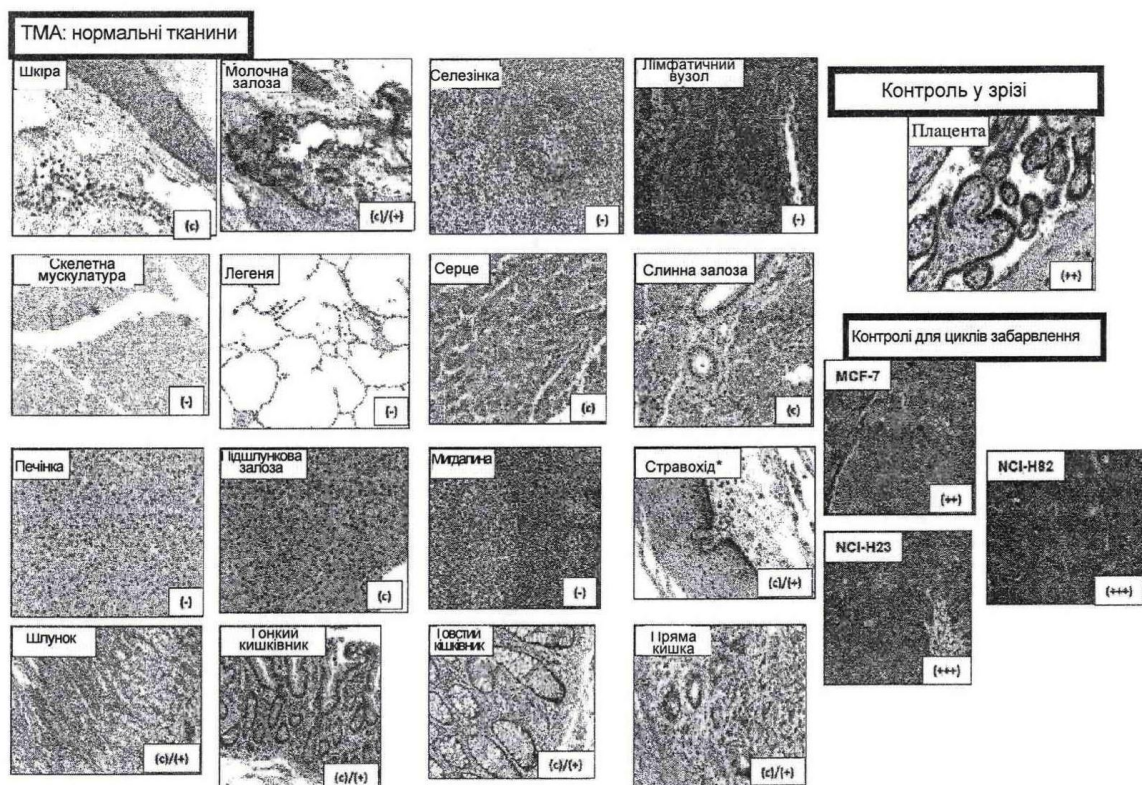 ТМА: нормальні тканини
Шкіра
(c)
Молочна
залоза
(c)/(+)
Селезінка
(-)
Лімфатичний
вузол
(-)
Контроль у зрізі
Плацента
(++)
Скелетна
мускулатура
(-)
Легеня
(-)
Серце
(c)
Слинна залоза
(c)
Контролі для циклів забарвлення
MCF-7
(++)
NCI-H82
(+++)
NCI-H23
(+++)
Печінка
(-)
Підшлункова
залоза
(c)
Мигдалина
(-)
Стравохід*
(c)/(+)
Шлунок
(c)/(+)
Тонкий
кишківник
(c)/(+)
Товстий
кишківник
(c)/(+)
Пряма
кишка
(c)/(+)